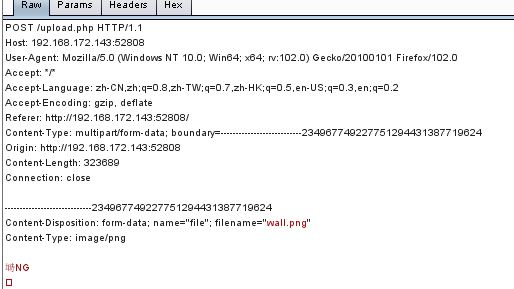 Raw Params Headers Hex
POST /upload.php HTTP/1.1
Host: 192.168.172.143:52808
User-Agent: Mozilla/5.0 (Windows NT 10.0; Win64; x64; rv:102.0) Gecko/20100101 Firefox/102.0
Accept: */*
Accept-Language: zh-CN,zh;q=0.8,zh-TW;q=0.7,zh-HK;q=0.5,en-US;q=0.3,en;q=0.2
Accept-Encoding: gzip, deflate
Referer: http://192.168.172.143:52808/
Content-Type: multipart/form-data; boundary=---------------------------234967749227751294431387719624
Origin: http://192.168.172.143:52808
Content-Length: 323689
Connection: close
-----------------------------234967749227751294431387719624
Content-Disposition: form-data; name="file"; filename="wall.png"
Content-Type: image/png
NG